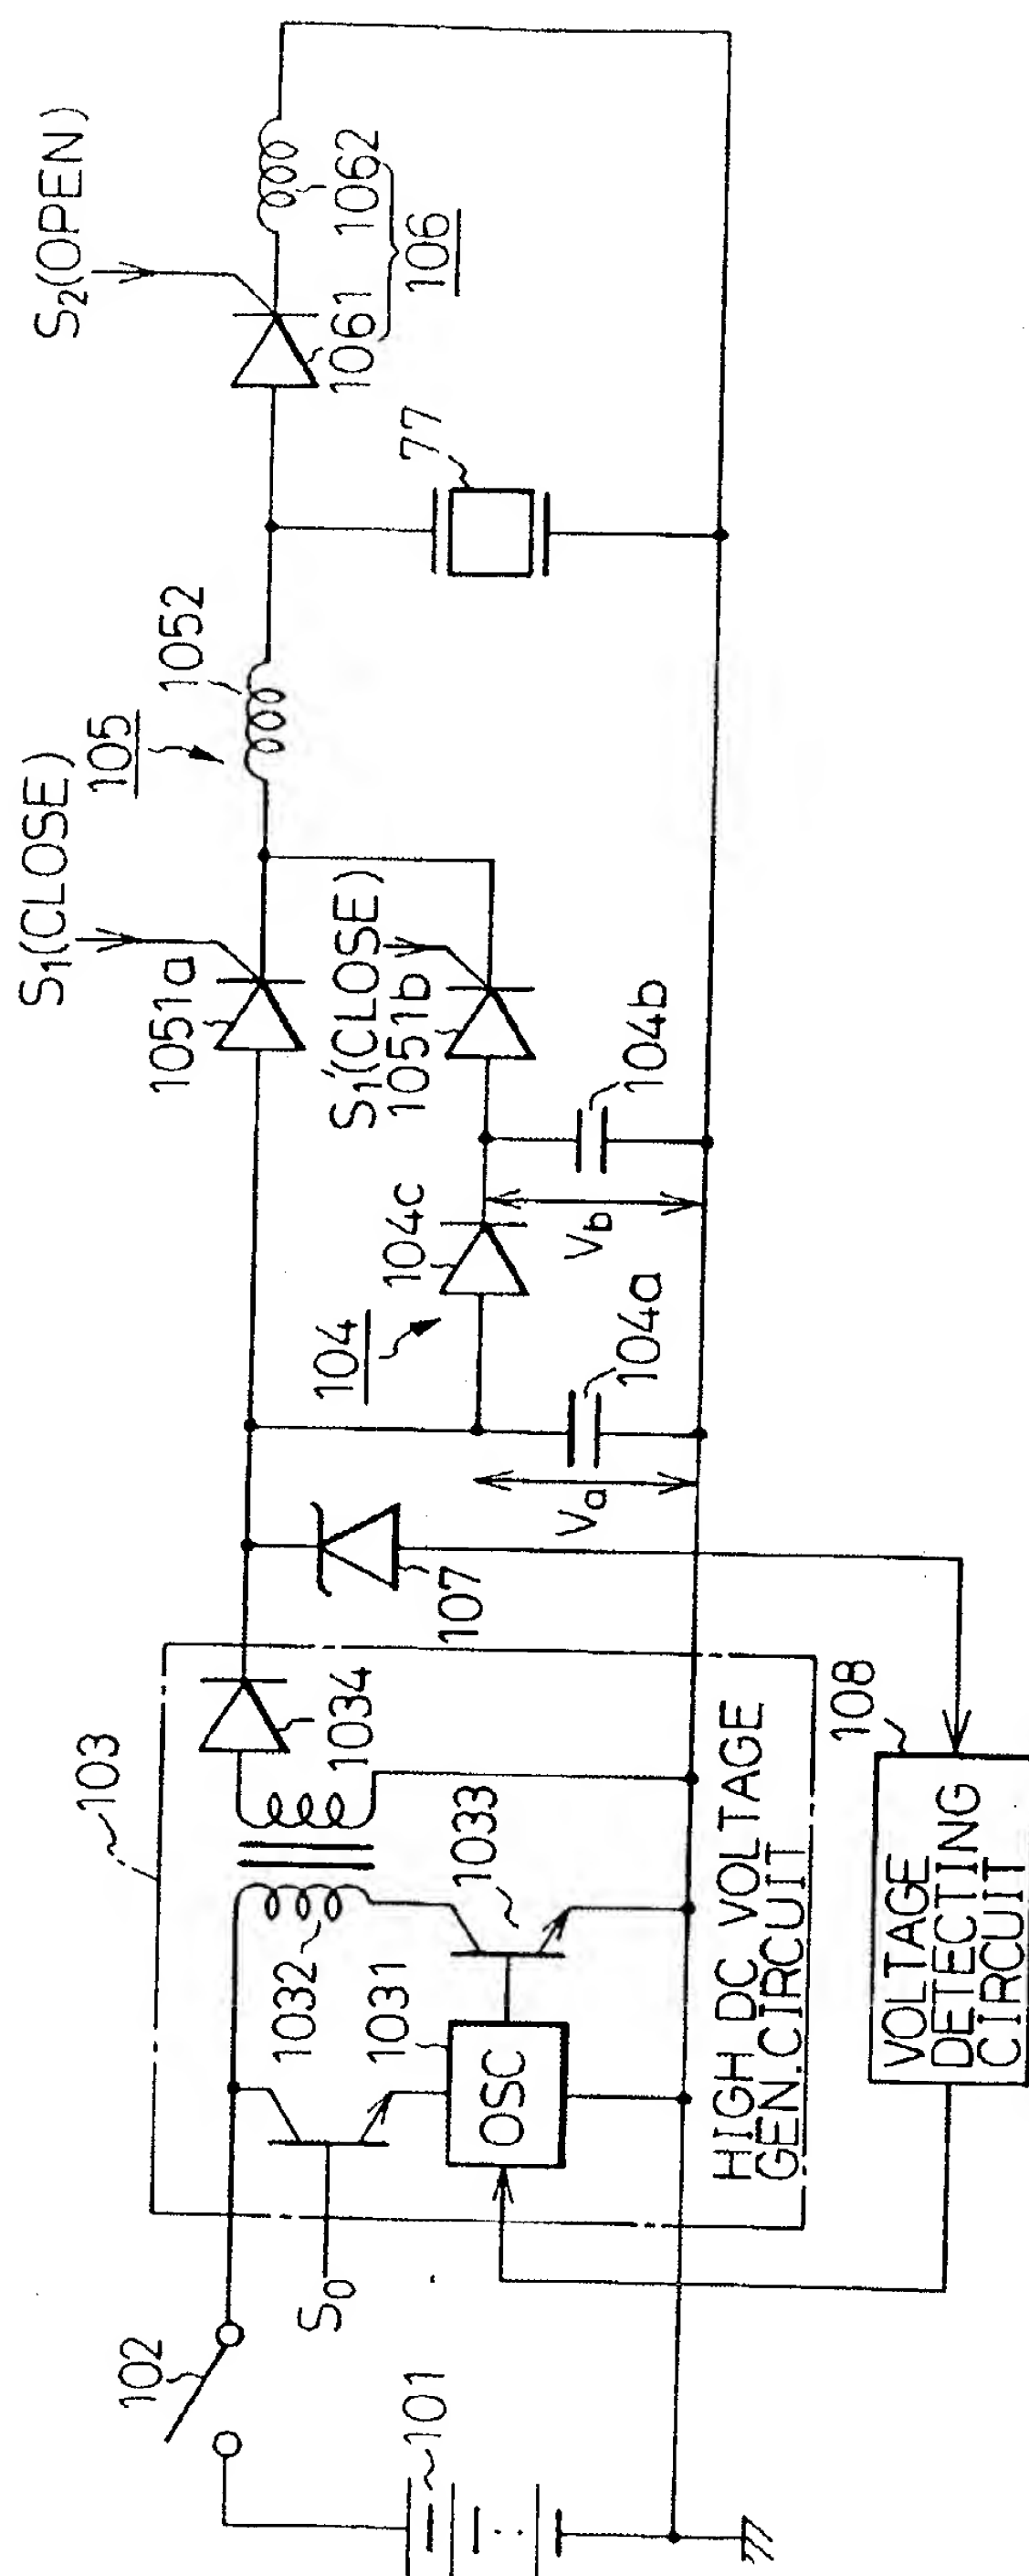 S₁(CLOSE)
S₂(OPEN)
105
1052
1051a
S₁'(CLOSE)
1051b
77
1061
1062
106
103
1034
107
104
104c
104a
104b
Va
Vb
102
101
S₀
1032
1031
1033
OSC
HIGH DC VOLTAGE
GEN.CIRCUIT
108
VOLTAGE
DETECTING
CIRCUIT